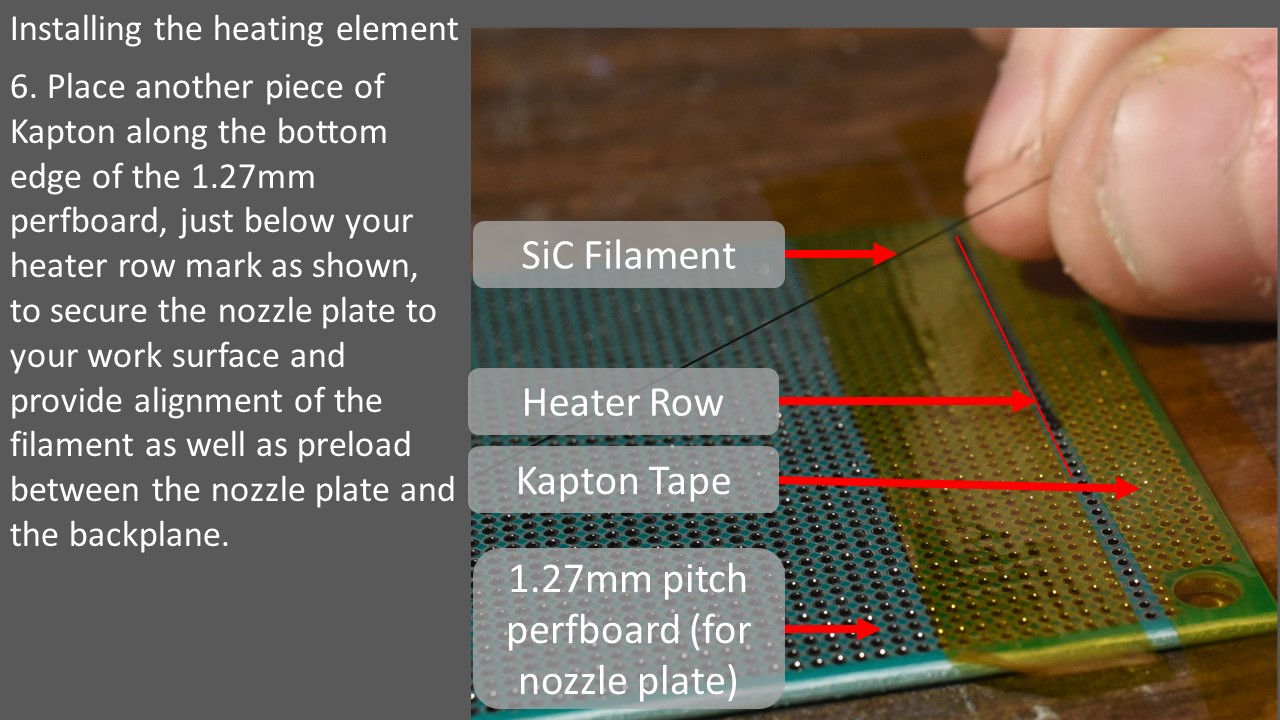 Installing the heating element
6. Place another piece of
Kapton along the bottom
edge of the 1.27mm
perfboard, just below your
heater row mark as shown,
to secure the nozzle plate to
your work surface and
provide alignment of the
filament as well as preload
between the nozzle plate and
the backplane.
SiC Filament
Heater Row
Kapton Tape
1.27mm pitch
perfboard (for
nozzle plate)